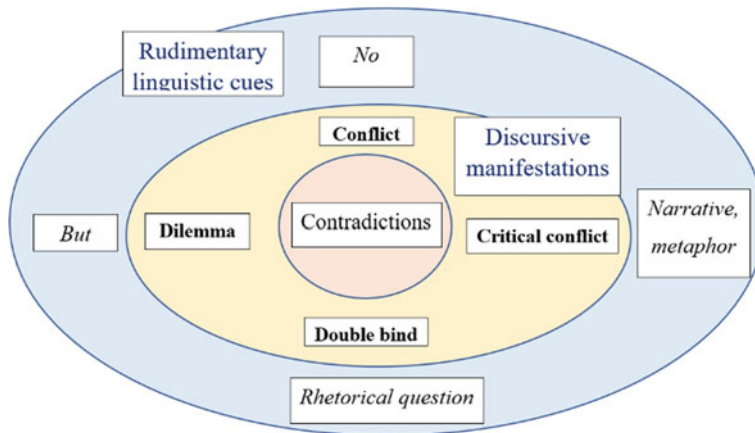 Rudimentary
linguistic cues
No
Conflict
Discursive
manifestations
But
Dilemma
Contradictions
Critical conflict
Narrative,
metaphor
Double bind
Rhetorical question